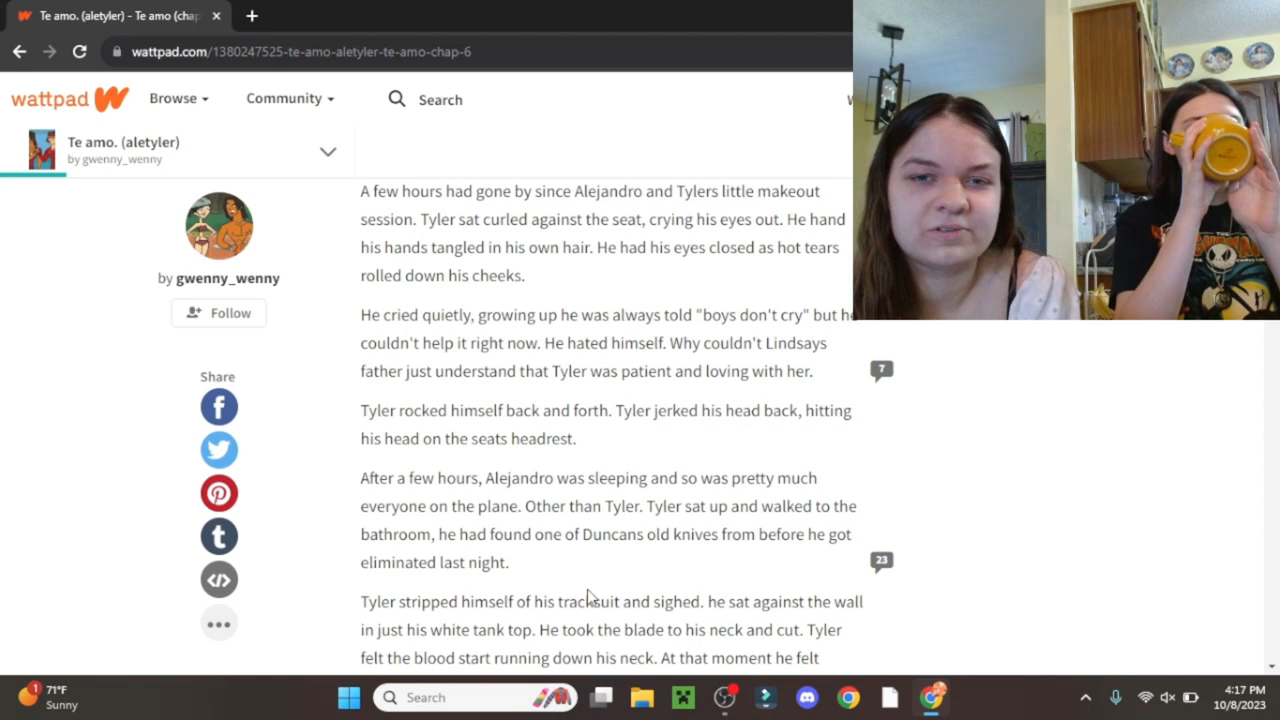 Te amo. (aletyler) - Te amo (chap
wattpad.com/1380247525-te-amo-aletyler-te-amo-chap-6
wattpad Browse Community Search
Te amo. (aletyler)
by gwenny_wenny
by gwenny_wenny
Follow
Share
A few hours had gone by since Alejandro and Tylers little makeout
session. Tyler sat curled against the seat, crying his eyes out. He hand
his hands tangled in his own hair. He had his eyes closed as hot tears
rolled down his cheeks.
He cried quietly, growing up he was always told "boys don't cry" but he
couldn't help it right now. He hated himself. Why couldn't Lindsays
father just understand that Tyler was patient and loving with her.
7
Tyler rocked himself back and forth. Tyler jerked his head back, hitting
his head on the seats headrest.
After a few hours, Alejandro was sleeping and so was pretty much
everyone on the plane. Other than Tyler. Tyler sat up and walked to the
bathroom, he had found one of Duncans old knives from before he got
eliminated last night.
23
Tyler stripped himself of his tracksuit and sighed. he sat against the wall
in just his white tank top. He took the blade to his neck and cut. Tyler
felt the blood start running down his neck. At that moment he felt
1
71°F
Sunny
Search
4:17 PM
10/8/2023